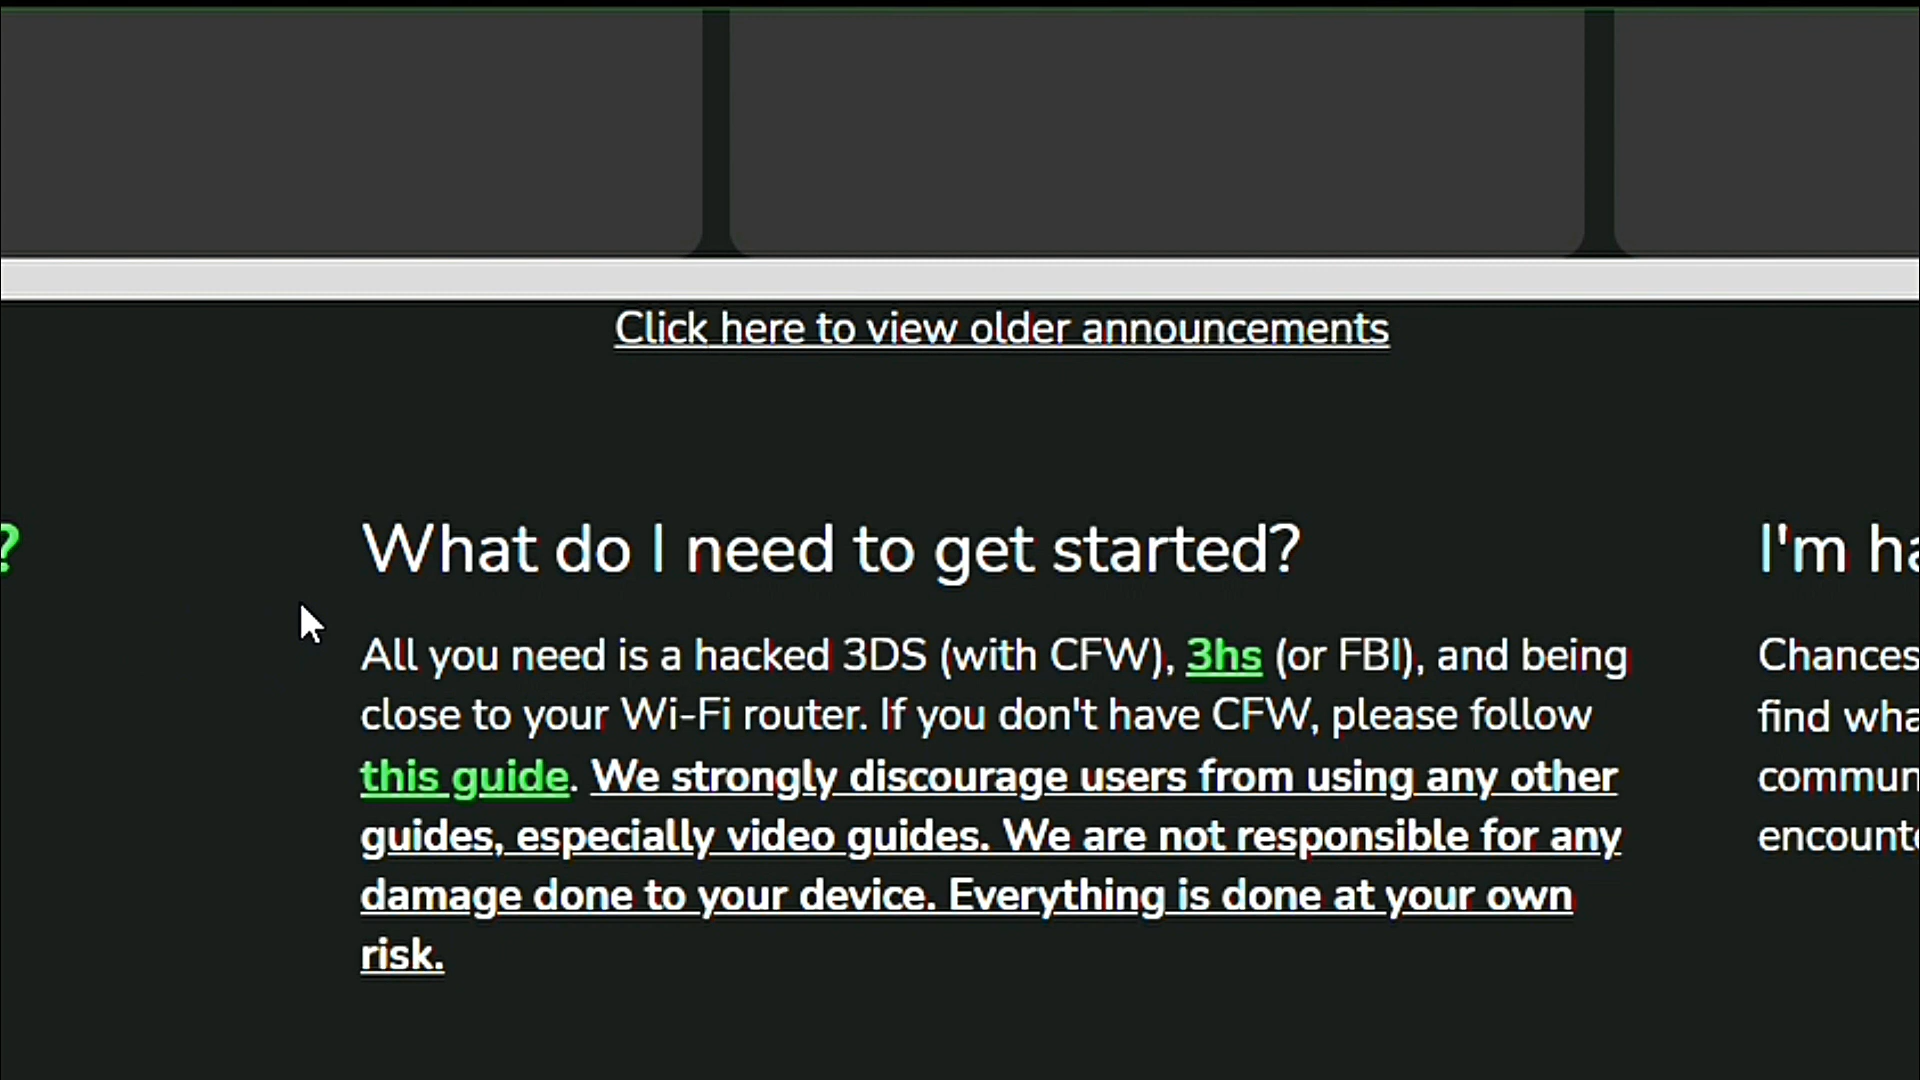 Click here to view older announcements
?
What do I need to get started?
All you need is a hacked 3DS (with CFW), 3hs (or FBI), and being
close to your Wi-Fi router. If you don't have CFW, please follow
this guide. We strongly discourage users from using any other
guides, especially video guides. We are not responsible for any
damage done to your device. Everything is done at your own
risk.
I'm ha
Chances
find wha
commun
encounte